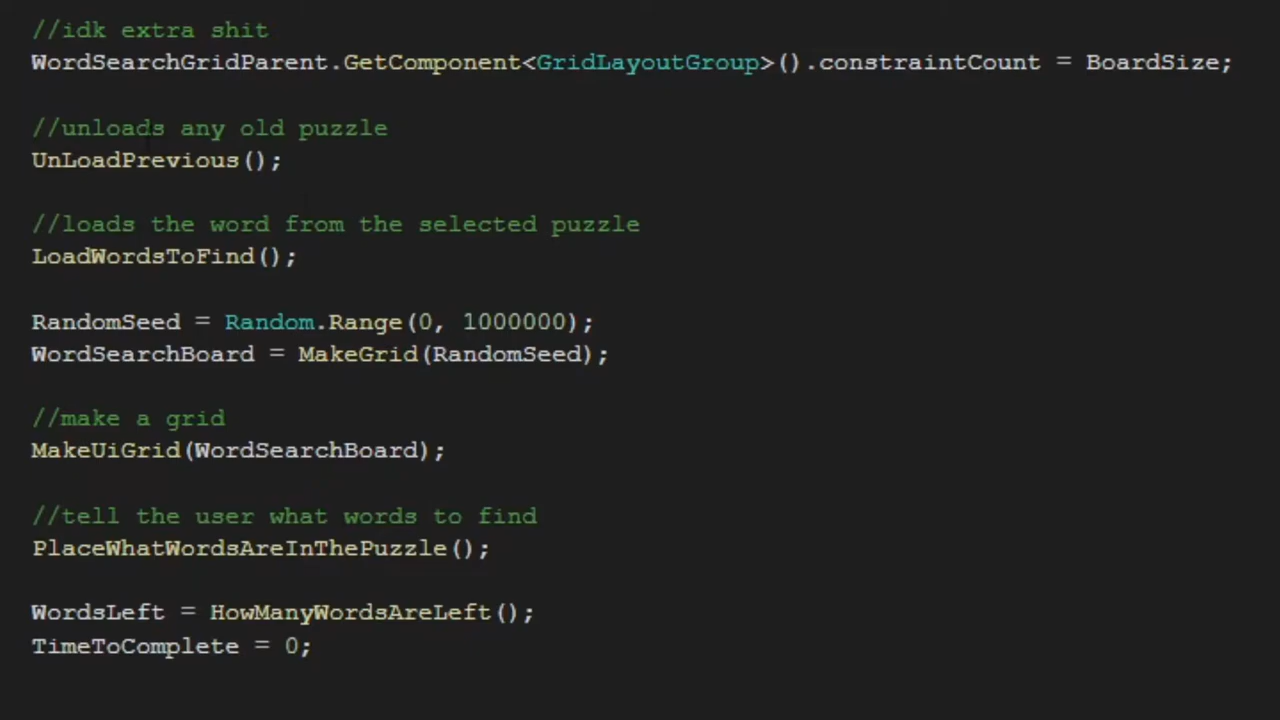 //idk extra shit
WordSearchGridParent.GetComponent<GridLayoutGroup>().constraintCount = BoardSize;
//unloads any old puzzle
UnLoadPrevious();
//loads the word from the selected puzzle
LoadWordsToFind();
RandomSeed = Random.Range(0, 1000000);
WordSearchBoard = MakeGrid(RandomSeed);
//make a grid
MakeUiGrid(WordSearchBoard);
//tell the user what words to find
PlaceWhatWordsAreInThePuzzle();
WordsLeft = HowManyWordsAreLeft();
TimeToComplete = 0;